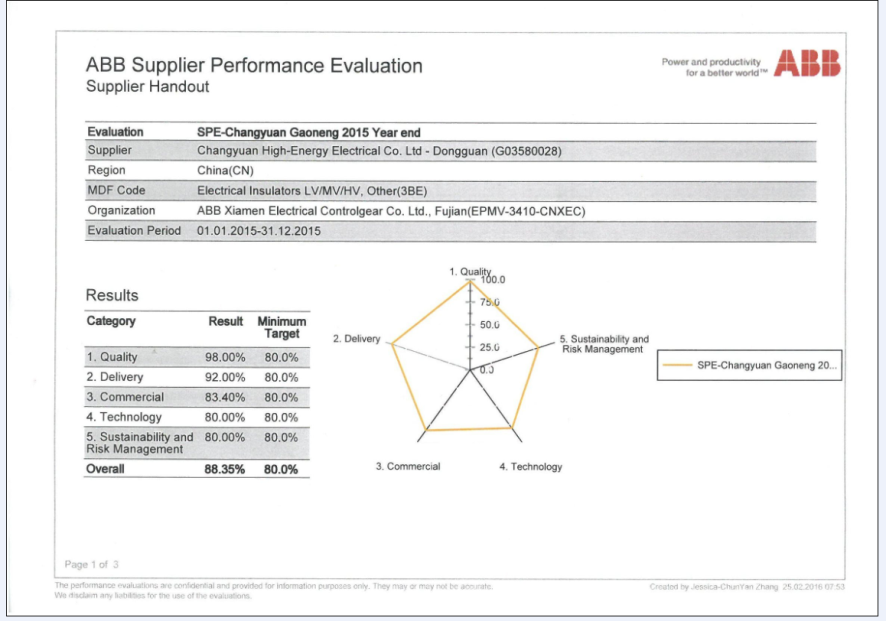 ABB Supplier Performance Evaluation
Supplier Handout
Power and productivity
for a better world™
ABB
Evaluation SPE-Changyuan Gaoneng 2015 Year end
Supplier Changyuan High-Energy Electrical Co. Ltd - Dongguan (G03580028)
Region China(CN)
MDF Code Electrical Insulators LV/MV/HV, Other(3BE)
Organization ABB Xiamen Electrical Controlgear Co. Ltd., Fujian(EPMV-3410-CNXEC)
Evaluation Period 01.01.2015-31.12.2015
Results
Category Result Minimum
Target
1. Quality 98.00% 80.0%
2. Delivery 92.00% 80.0%
3. Commercial 83.40% 80.0%
4. Technology 80.00% 80.0%
5. Sustainability and 80.00% 80.0%
Risk Management
Overall 88.35% 80.0%
1. Quality
100.0
75.0
50.0
25.0
0.0
2. Delivery
5. Sustainability and
Risk Management
3. Commercial
4. Technology
SPE-Changyuan Gaoneng 20...
Page 1 of 3
The performance evaluations are confidential and provided for information purposes only. They may or may not be accurate.
We disclaim any liabilities for the use of the evaluations.
Created by Jessica-ChunYan Zhang 25.02.2016 07:53